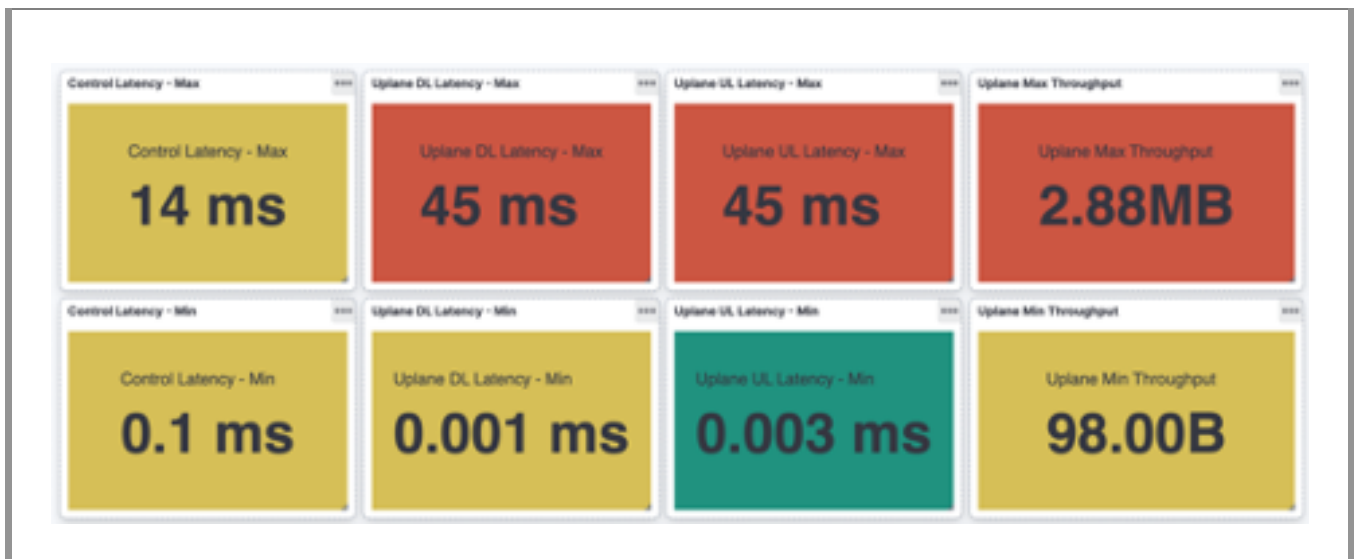 Control Latency - Max
Uplane DL Latency - Max
Uplane UL Latency - Max
Uplane Max Throughput
Control Latency - Max
14 ms
Uplane DL Latency - Max
45 ms
Uplane UL Latency - Max
45 ms
Uplane Max Throughput
2.88MB
Control Latency - Min
Uplane DL Latency - Min
Uplane UL Latency - Min
Uplane Min Throughput
Control Latency - Min
0.1 ms
Uplane DL Latency - Min
0.001 ms
Uplane UL Latency - Min
0.003 ms
Uplane Min Throughput
98.00B